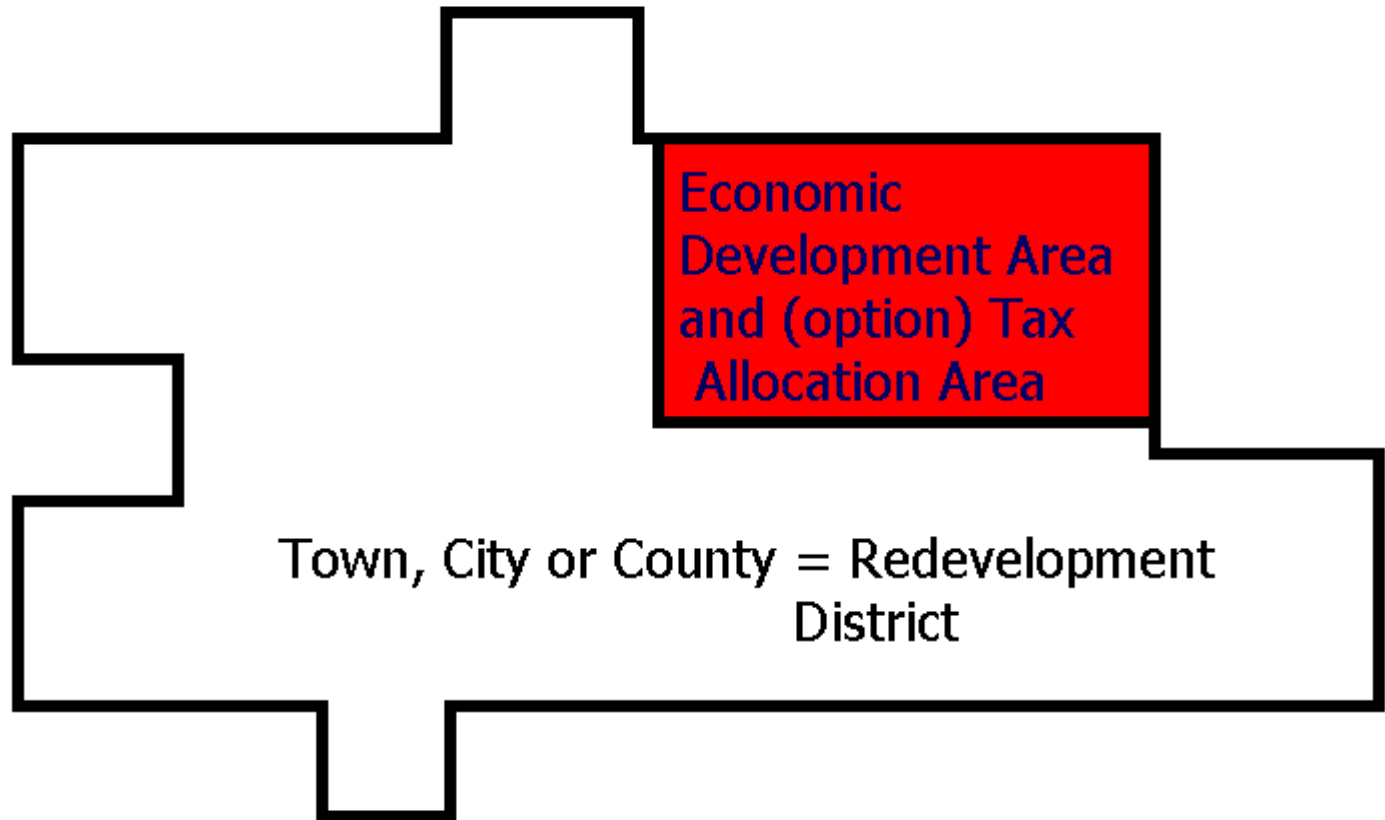 Economic
Development Area
and (option) Tax
Allocation Area
Town, City or County = Redevelopment
District